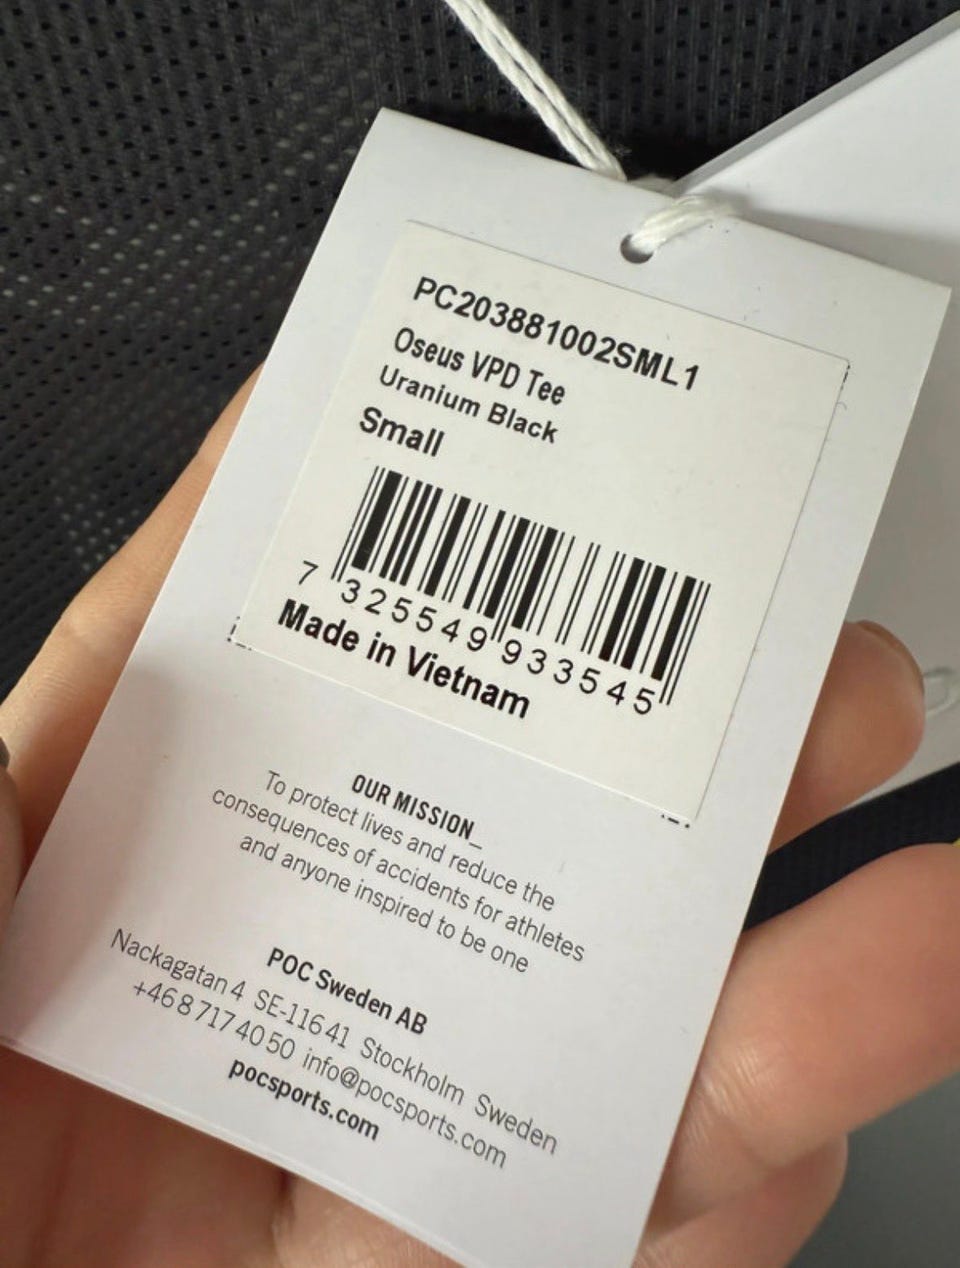 PC203881002SML1
Oseus VPD Tee
Uranium Black
Small
7 325549 933545
Made in Vietnam
OUR MISSION_
To protect lives and reduce the
consequences of accidents for athletes
and anyone inspired to be one
POC Sweden AB
Nackagatan 4 SE-116 41 Stockholm Sweden
+46 8 717 40 50 info@pocsports.com
pocsports.com